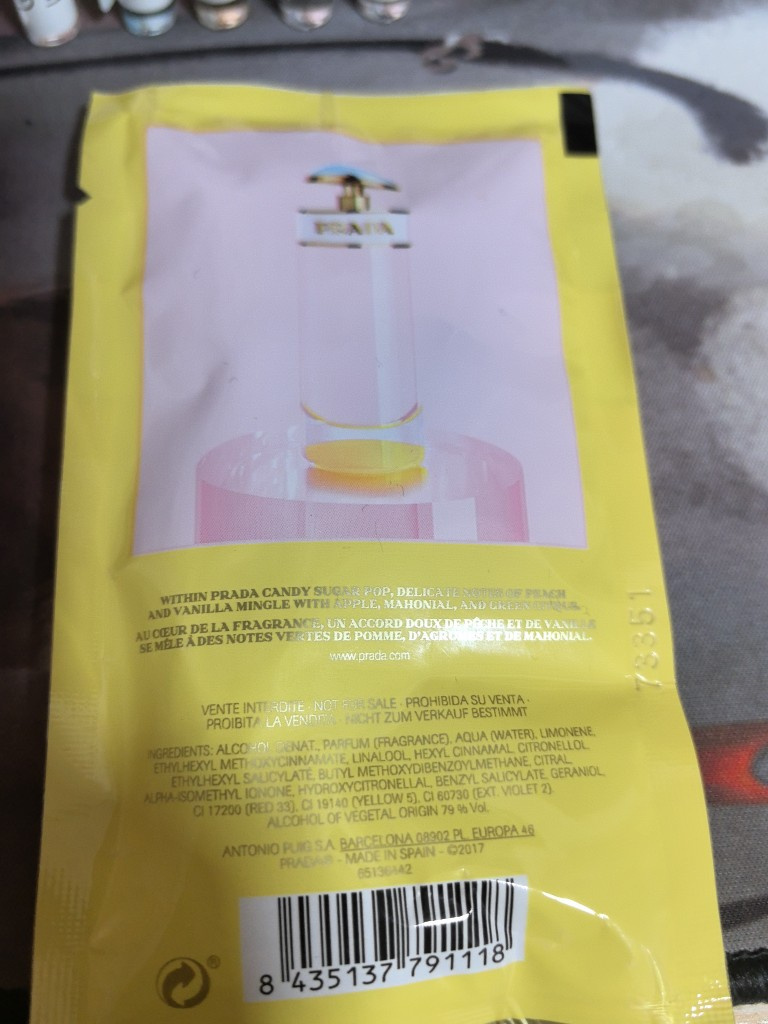 PRADA
WITHIN PRADA CANDY SUGAR POP, DELICATE NOTES OF PEACH
AND VANILLA MINGLE WITH APPLE, MAHONIAL, AND GREEN CITRUS.
AU CŒUR DE LA FRAGRANCE, UN ACCORD DOUX DE PÊCHE ET DE VANILLE
SE MÊLE À DES NOTES VERTES DE POMME, D'AGRUMES ET DE MAHONIAL.
www.prada.com
73351
VENTE INTERDITE · NOT FOR SALE · PROHIBIDA SU VENTA ·
PROIBITA LA VENDITA · NICHT ZUM VERKAUF BESTIMMT
INGREDIENTS: ALCOHOL DENAT., PARFUM (FRAGRANCE), AQUA (WATER), LIMONENE,
ETHYLHEXYL METHOXYCINNAMATE, LINALOOL, HEXYL CINNAMAL, CITRONELLOL,
ETHYLHEXYL SALICYLATE, BUTYL METHOXYDIBENZOYLMETHANE, CITRAL,
ALPHA-ISOMETHYL IONONE, HYDROXYCITRONELLAL, BENZYL SALICYLATE, GERANIOL,
CI 17200 (RED 33), CI 19140 (YELLOW 5), CI 60730 (EXT. VIOLET 2).
ALCOHOL OF VEGETAL ORIGIN 79 % Vol.
ANTONIO PUIG S.A. BARCELONA 08902 PL. EUROPA 46
PRADA® - MADE IN SPAIN - ©2017
8 435137 791118